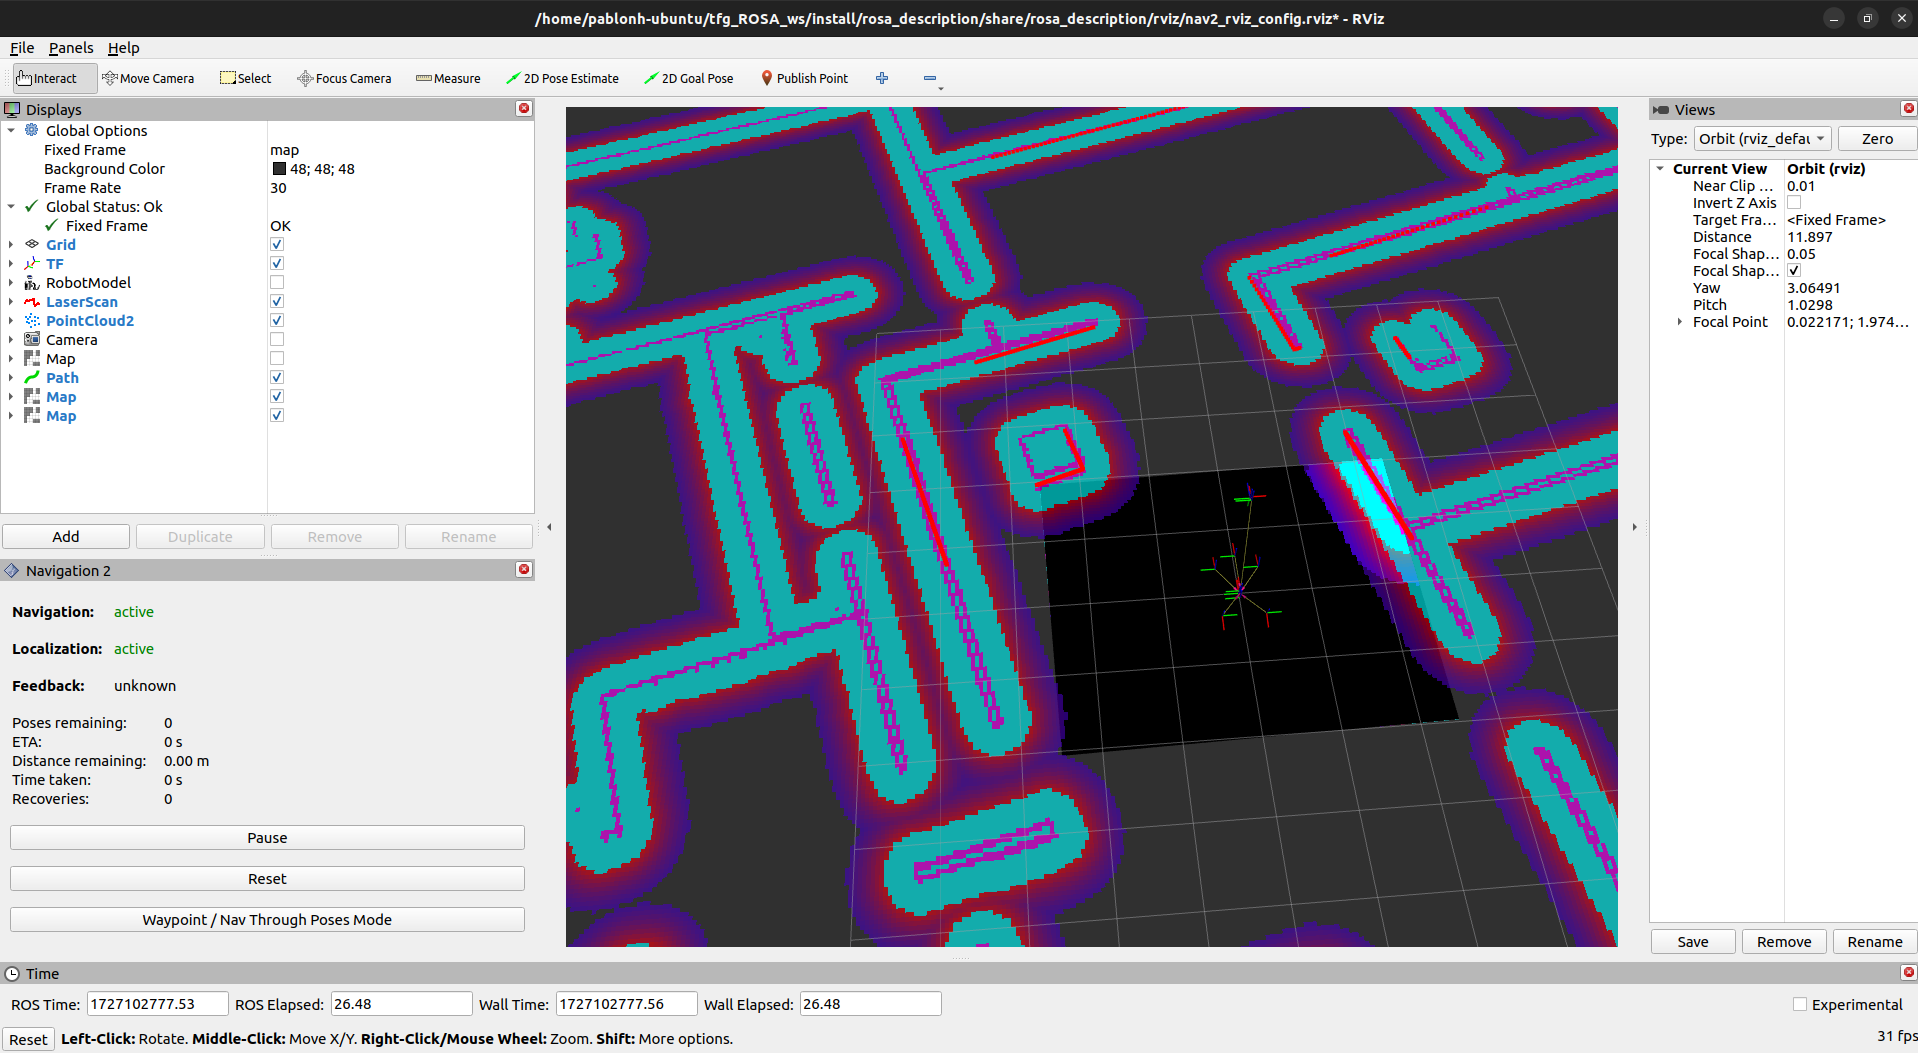 /home/pablonh-ubuntu/tfg_ROSA_ws/install/rosa_description/share/rosa_description/rviz/nav2_rviz_config.rviz* - RViz
File Panels Help
Interact Move Camera Select Focus Camera Measure 2D Pose Estimate 2D Goal Pose Publish Point
Displays
Global Options
Fixed Frame map
Background Color 48; 48; 48
Frame Rate 30
Global Status: Ok
Fixed Frame OK
Grid
TF
RobotModel
LaserScan
PointCloud2
Camera
Map
Path
Map
Map
Add Duplicate Remove Rename
Navigation 2
Navigation: active
Localization: active
Feedback: unknown
Poses remaining: 0
ETA: 0 s
Distance remaining: 0.00 m
Time taken: 0 s
Recoveries: 0
Pause
Reset
Waypoint / Nav Through Poses Mode
Views
Type: Orbit (rviz_defau Zero
Current View Orbit (rviz)
Near Clip ... 0.01
Invert Z Axis
Target Fra... <Fixed Frame>
Distance 11.897
Focal Shap... 0.05
Focal Shap...
Yaw 3.06491
Pitch 1.0298
Focal Point 0.022171; 1.974...
Save Remove Rename
Time
ROS Time: 1727102777.53 ROS Elapsed: 26.48 Wall Time: 1727102777.56 Wall Elapsed: 26.48 Experimental
Reset Left-Click: Rotate. Middle-Click: Move X/Y. Right-Click/Mouse Wheel: Zoom. Shift: More options. 31 fps